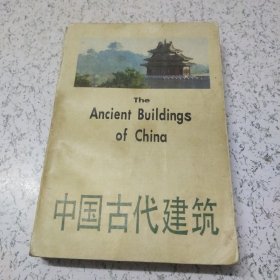 The
Ancient Buildings
of China
中国古代建筑